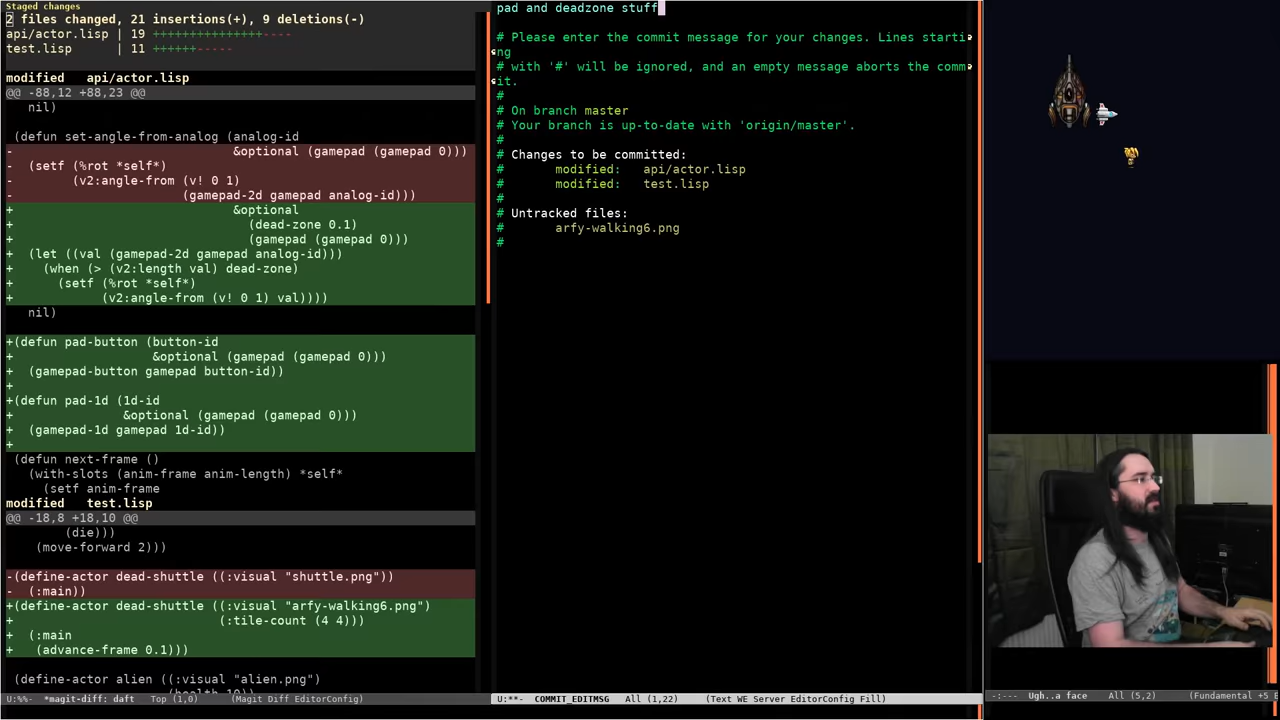 Staged changes
2 files changed, 21 insertions(+), 9 deletions(-)
api/actor.lisp | 19 +++++++++++++++----
test.lisp      | 11 ++++++-----
modified   api/actor.lisp
@@ -88,12 +88,23 @@
   nil)
 (defun set-angle-from-analog (analog-id
-                              &optional (gamepad (gamepad 0)))
-  (setf (%rot *self*)
-        (v2:angle-from (v! 0 1)
-                       (gamepad-2d gamepad analog-id)))
+                              &optional
+                                (dead-zone 0.1)
+                                (gamepad (gamepad 0)))
+  (let ((val (gamepad-2d gamepad analog-id)))
+    (when (> (v2:length val) dead-zone)
+      (setf (%rot *self*)
+            (v2:angle-from (v! 0 1) val))))
   nil)
+(defun pad-button (button-id
+                   &optional (gamepad (gamepad 0)))
+  (gamepad-button gamepad button-id))
+
+(defun pad-1d (1d-id
+               &optional (gamepad (gamepad 0)))
+  (gamepad-1d gamepad 1d-id))
+
 (defun next-frame ()
   (with-slots (anim-frame anim-length) *self*
     (setf anim-frame
modified   test.lisp
@@ -18,8 +18,10 @@
        (die)))
    (move-forward 2)))
-(define-actor dead-shuttle ((:visual "shuttle.png"))
-  (:main))
+(define-actor dead-shuttle ((:visual "arfy-walking6.png")
+                            (:tile-count (4 4)))
+  (:main
+   (advance-frame 0.1)))
 (define-actor alien ((:visual "alien.png")
(health 10))
U:%%-  *magit-diff: daft   Top (1,0)     (Magit Diff EditorConfig)
pad and deadzone stuff
# Please enter the commit message for your changes. Lines starti
ng
# with '#' will be ignored, and an empty message aborts the comm
it.
#
# On branch master
# Your branch is up-to-date with 'origin/master'.
#
# Changes to be committed:
#       modified:   api/actor.lisp
#       modified:   test.lisp
#
# Untracked files:
#       arfy-walking6.png
#
U:**-  COMMIT_EDITMSG   All (1,22)     (Text WE Server EditorConfig Fill)
-:---  Ugh..a face   All (5,2)      (Fundamental +5 E